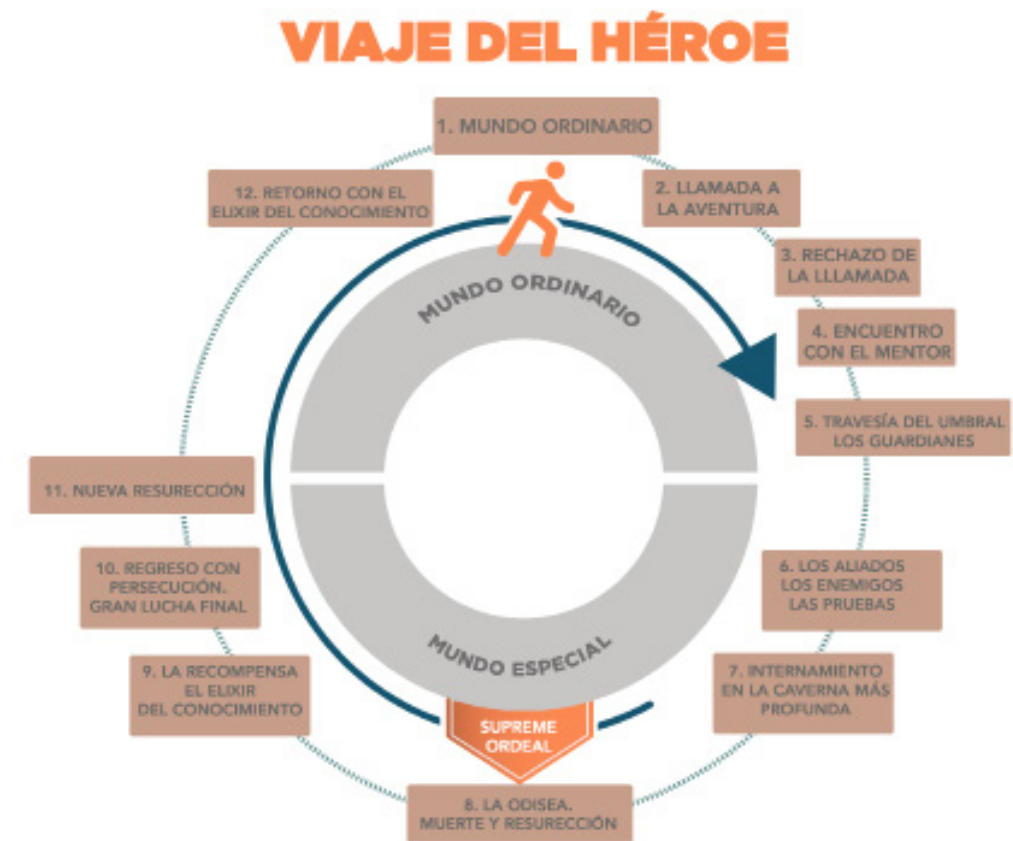 VIAJE DEL HÉROE
1. MUNDO ORDINARIO
2. LLAMADA A
LA AVENTURA
3. RECHAZO DE
LA LLLAMADA
4. ENCUENTRO
CON EL MENTOR
5. TRAVESÍA DEL UMBRAL
LOS GUARDIANES
6. LOS ALIADOS
LOS ENEMIGOS
LAS PRUEBAS
7. INTERNAMIENTO
EN LA CAVERNA MÁS
PROFUNDA
8. LA ODISEA.
MUERTE Y RESURECCIÓN
9. LA RECOMPENSA
EL ELIXIR
DEL CONOCIMIENTO
10. REGRESO CON
PERSECUCIÓN.
GRAN LUCHA FINAL
11. NUEVA RESURECCIÓN
12. RETORNO CON EL
ELIXIR DEL CONOCIMIENTO
MUNDO ORDINARIO
MUNDO ESPECIAL
SUPREME
ORDEAL